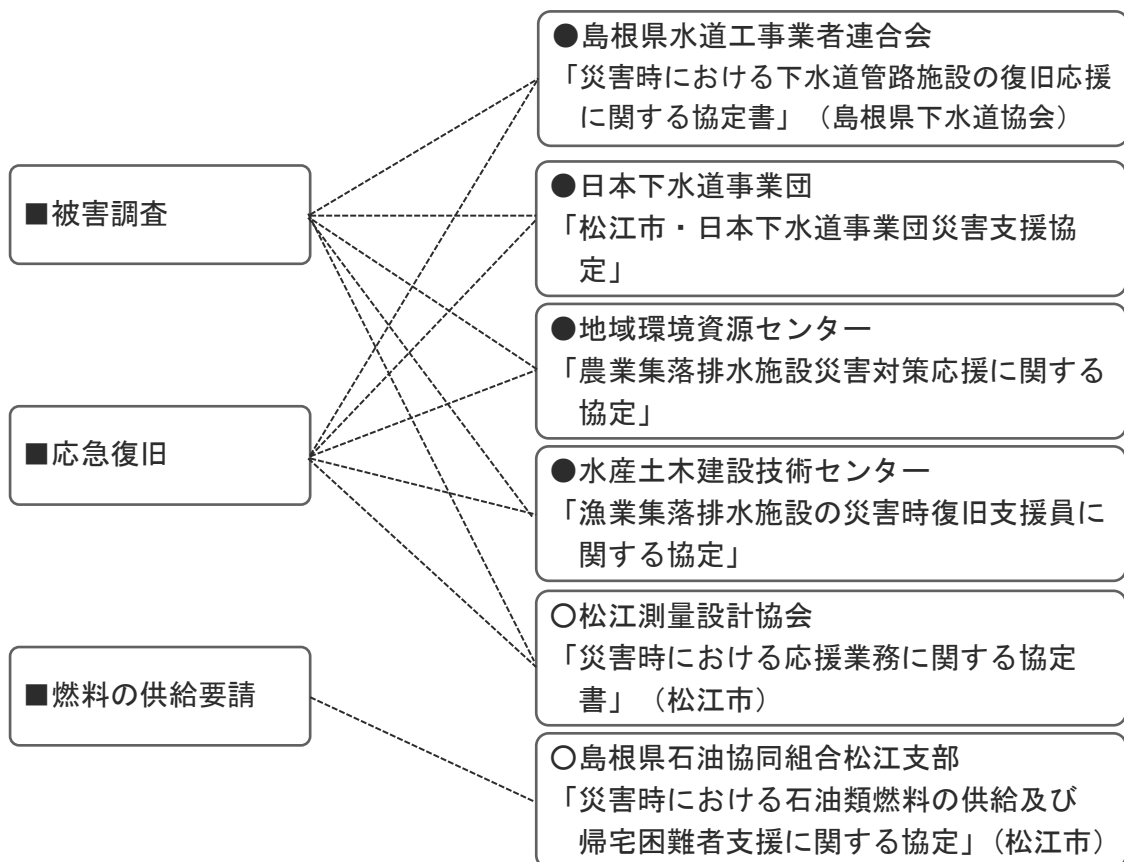 ■被害調査
■応急復旧
■燃料の供給要請
●島根県水道工事業者連合会
「災害時における下水道管路施設の復旧応援
に関する協定書」（島根県下水道協会）
●日本下水道事業団
「松江市・日本下水道事業団災害支援協
定」
●地域環境資源センター
「農業集落排水施設災害対策応援に関する
協定」
●水産土木建設技術センター
「漁業集落排水施設の災害時復旧支援員に
関する協定」
○松江測量設計協会
「災害時における応援業務に関する協定
書」（松江市）
○島根県石油協同組合松江支部
「災害時における石油類燃料の供給及び
帰宅困難者支援に関する協定」（松江市）